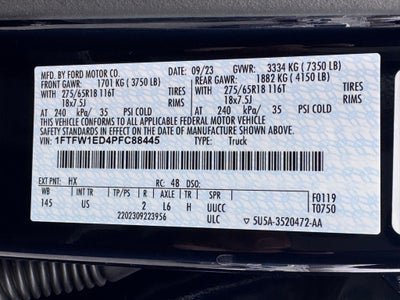 MFD. BY FORD MOTOR CO. 09/23 GVWR: 3334 KG ( 7350 LB)
FRONT GAWR: 1701 KG ( 3750 LB) REAR GAWR: 1882 KG ( 4150 LB)
WITH 275/65R18 116T TIRES WITH 275/65R18 116T TIRES
18x7.5J RIMS 18x7.5J RIMS
AT 240 kPa/ 35 PSI COLD AT 240 kPa/ 35 PSI COLD
THIS VEHICLE CONFORMS TO ALL APPLICABLE FEDERAL MOTOR VEHICLE
SAFETY STANDARDS IN EFFECT ON THE DATE OF MANUFACTURE SHOWN ABOVE.
VIN: 1FTFW1ED4PFC88445 TYPE: Truck
EXT PNT: HX RC: 48 DSO: F0119
WB INT TR TP/PS R AXLE TR SPR T0750
145 US 2 L6 H UUCC
2202309223956 ULC 5U5A-3520472-AA